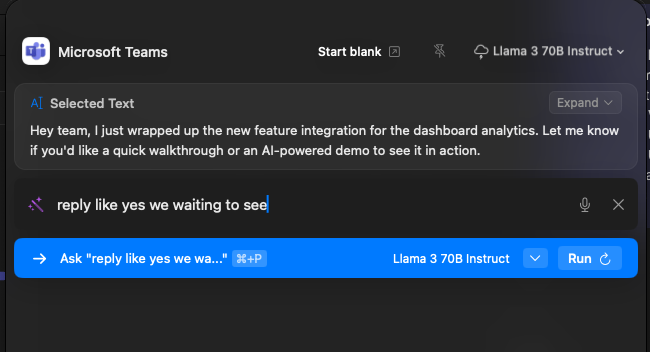 Microsoft Teams
Start blank
Llama 3 70B Instruct
Selected Text
Expand
Hey team, I just wrapped up the new feature integration for the dashboard analytics. Let me know
if you'd like a quick walkthrough or an AI-powered demo to see it in action.
reply like yes we waiting to see
Ask "reply like yes we wa..." ⌘+P
Llama 3 70B Instruct
Run